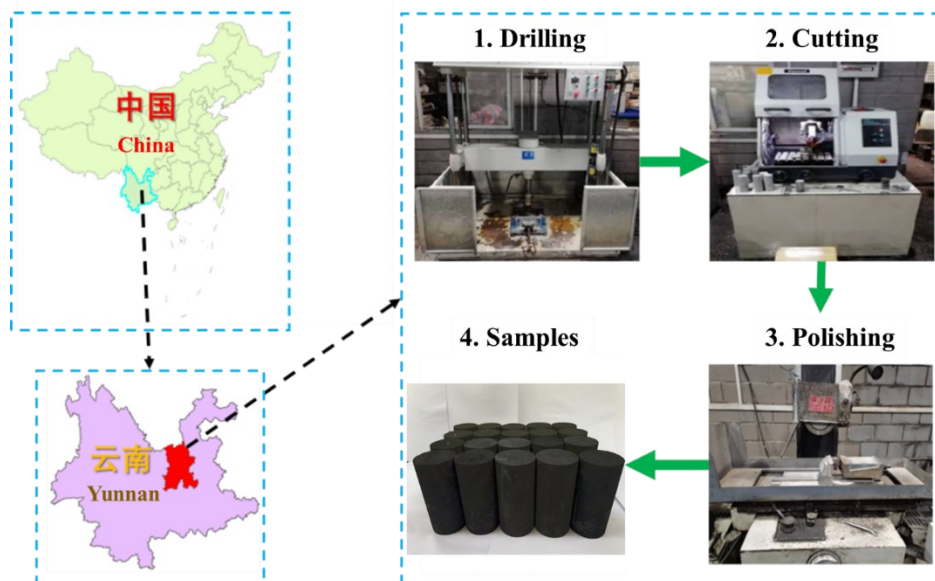 中国
China
云南
Yunnan
1. Drilling
2. Cutting
4. Samples
3. Polishing